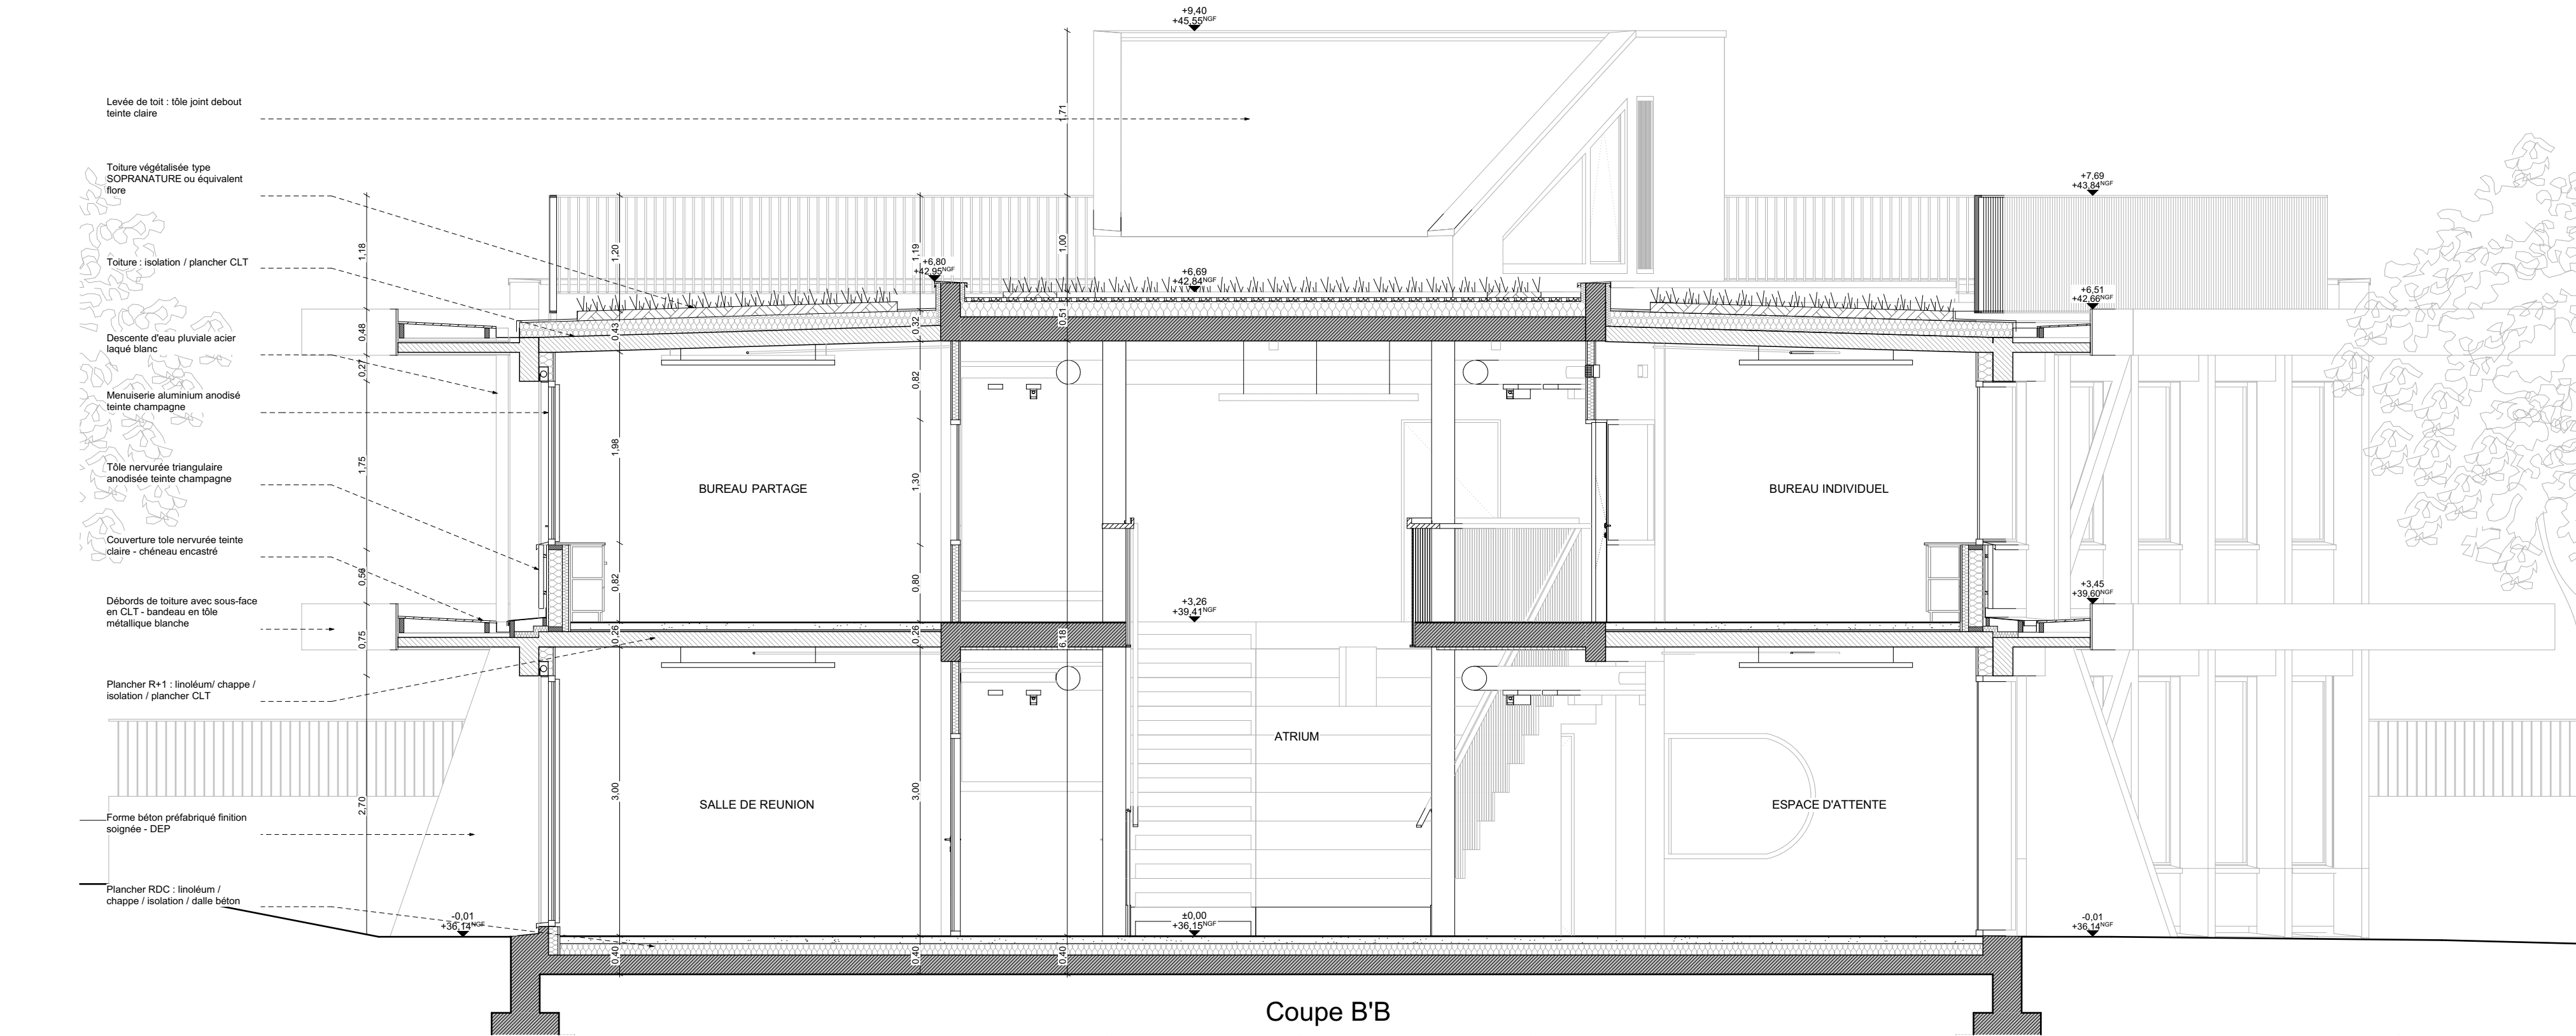 +9,40
+45,55NGF
Levée de toit : tôle joint debout
teinte claire
1,71
Toiture végétalisée type
SOPRANATURE ou équivalent
flore
+7,69
+43,84NGF
1,18
1,20
1,19
1,00
Toiture : isolation / plancher CLT
+6,80
+42,95NGF
+6,69
+42,84NGF
+6,51
+42,66NGF
0,48
0,43
0,32
0,51
Descente d'eau pluviale acier
laqué blanc
0,27
0,82
Menuiserie aluminium anodisé
teinte champagne
1,98
1,75
1,30
Tôle nervurée triangulaire
anodisée teinte champagne
BUREAU PARTAGE
BUREAU INDIVIDUEL
Couverture tole nervurée teinte
claire - chéneau encastré
0,56
0,82
0,80
Débords de toiture avec sous-face
en CLT - bandeau en tôle
métallique blanche
+3,26
+39,41NGF
+3,45
+39,60NGF
0,75
0,26
0,26
6,18
Plancher R+1 : linoléum/ chappe /
isolation / plancher CLT
ATRIUM
2,70
3,00
3,00
SALLE DE REUNION
ESPACE D'ATTENTE
Forme béton préfabriqué finition
soignée - DEP
Plancher RDC : linoléum /
chappe / isolation / dalle béton
-0,01
+36,14NGF
±0,00
+36,15NGF
-0,01
+36,14NGF
0,40
0,40
0,40
Coupe B'B